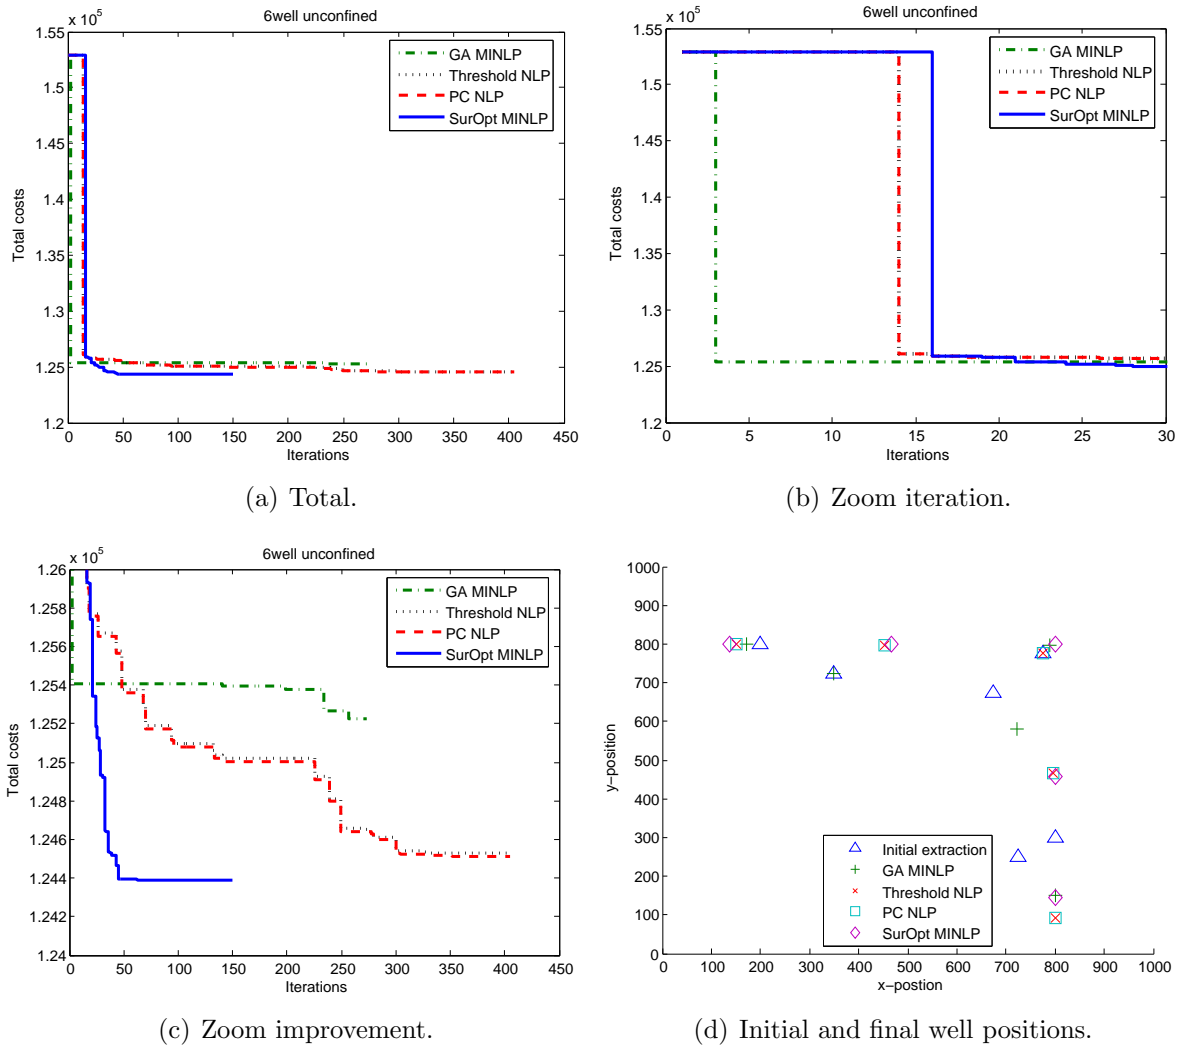 6well unconfined
x 10^5
1.55
1.5
1.45
1.4
1.35
1.3
1.25
1.2
Total costs
0 50 100 150 200 250 300 350 400 450
Iterations
GA MINLP
Threshold NLP
PC NLP
SurOpt MINLP
(a) Total.
6well unconfined
x 10^5
1.55
1.5
1.45
1.4
1.35
1.3
1.25
1.2
Total costs
0 5 10 15 20 25 30
Iterations
GA MINLP
Threshold NLP
PC NLP
SurOpt MINLP
(b) Zoom iteration.
6well unconfined
x 10^5
1.26
1.258
1.256
1.254
1.252
1.25
1.248
1.246
1.244
1.242
1.24
Total costs
0 50 100 150 200 250 300 350 400 450
Iterations
GA MINLP
Threshold NLP
PC NLP
SurOpt MINLP
(c) Zoom improvement.
1000
900
800
700
600
500
400
300
200
100
0
y-position
0 100 200 300 400 500 600 700 800 900 1000
x-postion
Initial extraction
GA MINLP
Threshold NLP
PC NLP
SurOpt MINLP
(d) Initial and final well positions.